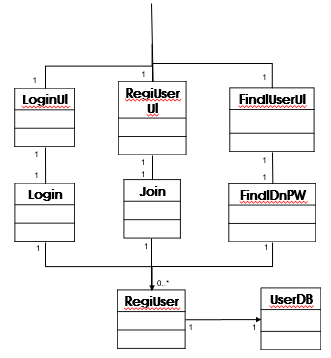 1
1
1
LoginUI
RegiUser
UI
FindIUserUI
1
1
1
1
1
1
Login
Join
FindIDnPW
1
1
1
0..*
RegiUser
1
1
UserDB